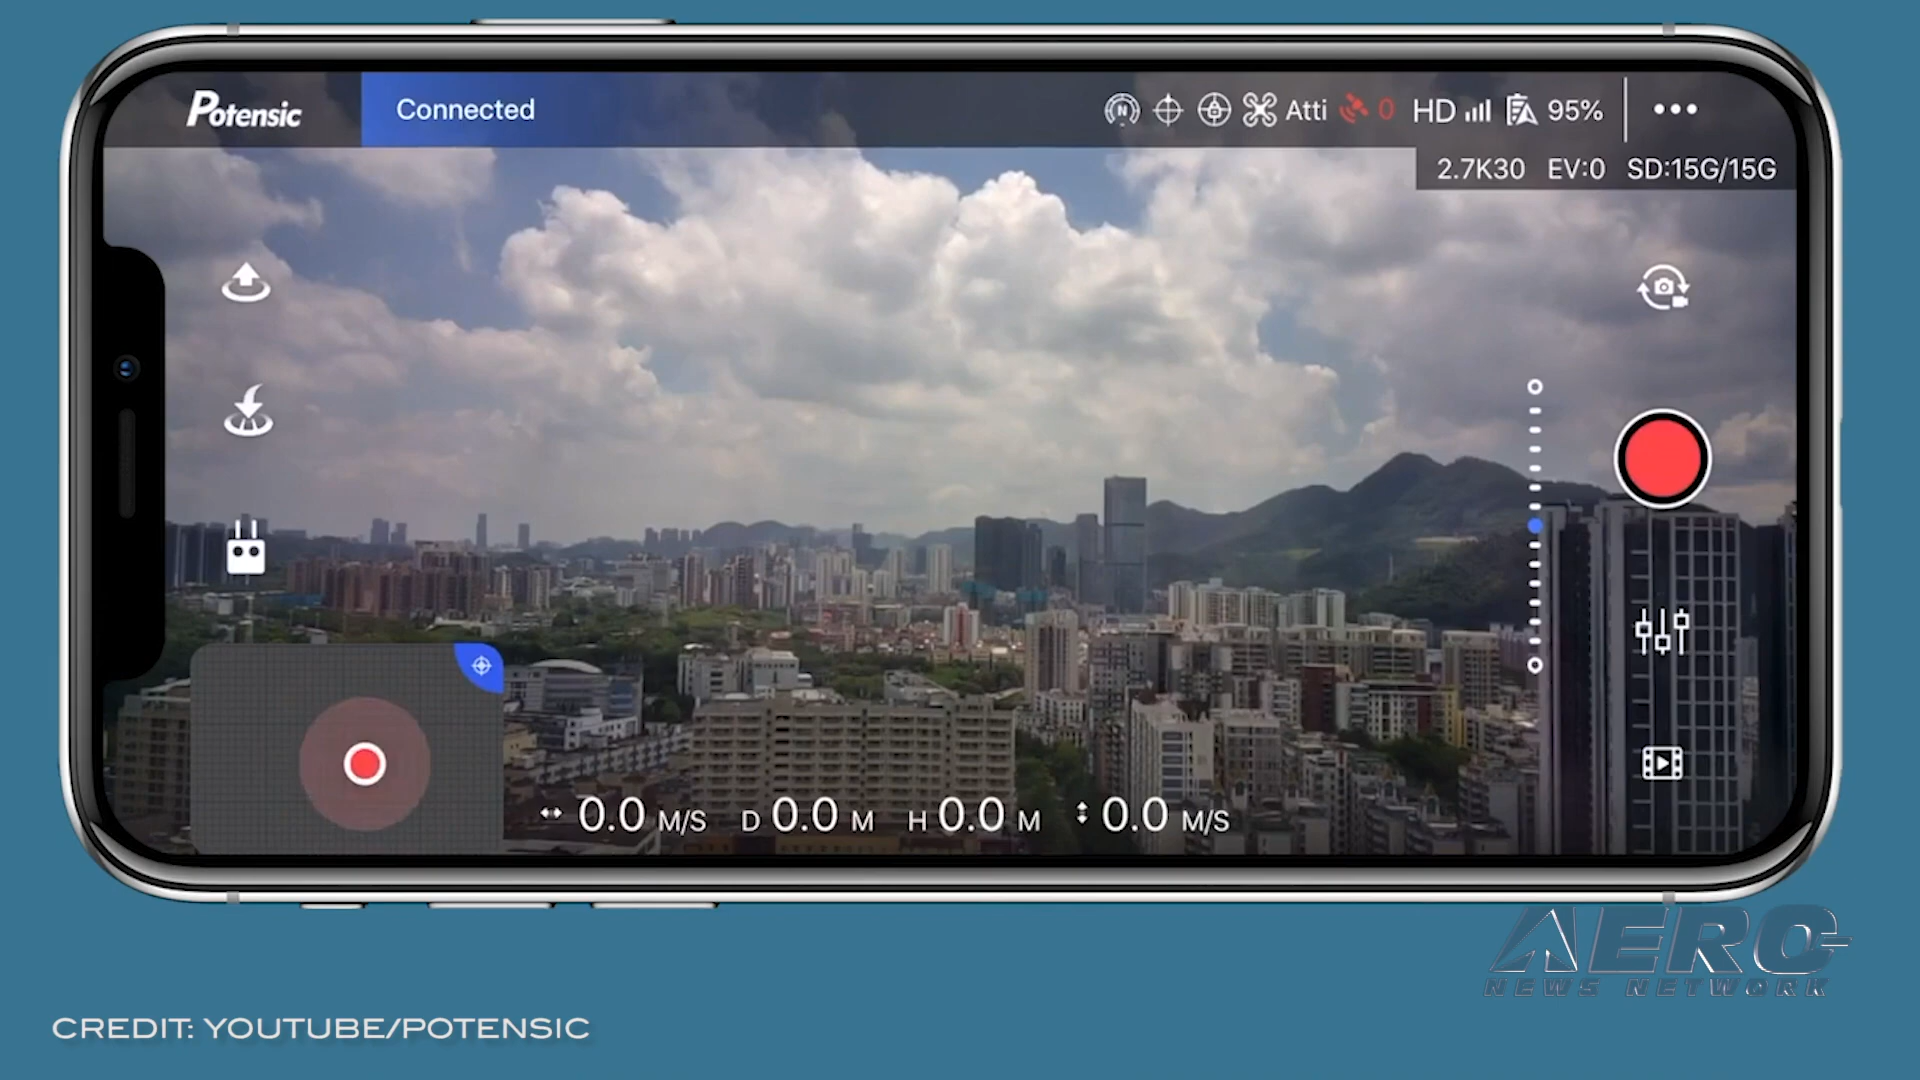 Potensic Connected N Atti 0 HD 95%
2.7K30 EV:0 SD:15G/15G
0.0 M/S D 0.0 M H 0.0 M 0.0 M/S
AERO
NEWS NETWORK
CREDIT: YOUTUBE/POTENSIC